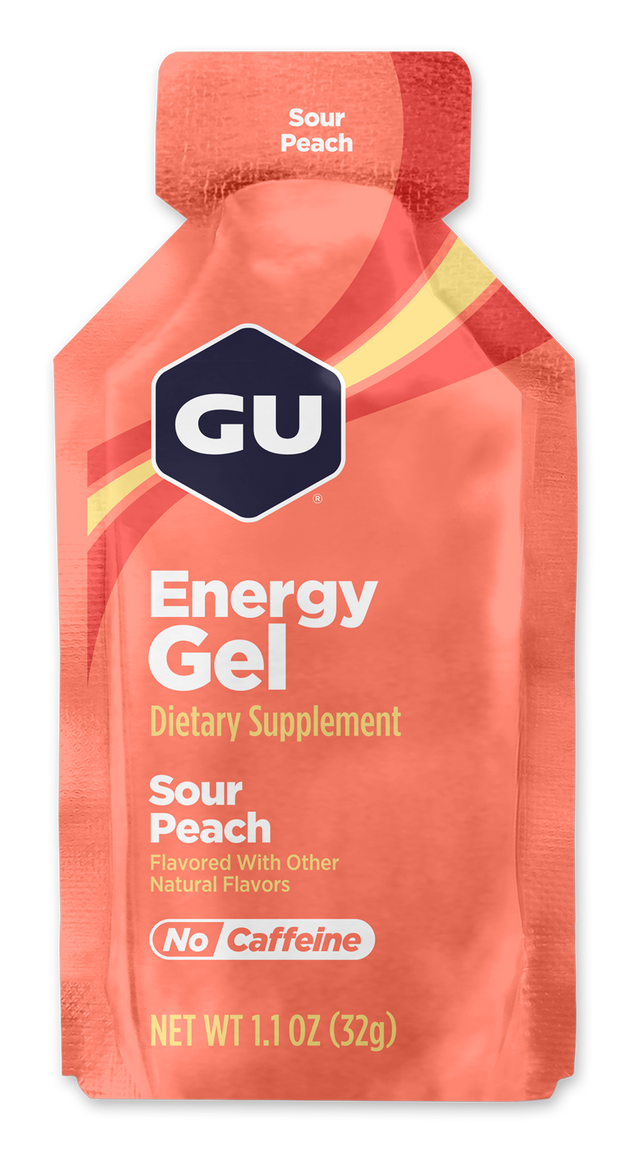 Sour
Peach
GU
®
Energy
Gel
Dietary Supplement
Sour
Peach
Flavored With Other
Natural Flavors
No Caffeine
NET WT 1.1 OZ (32g)